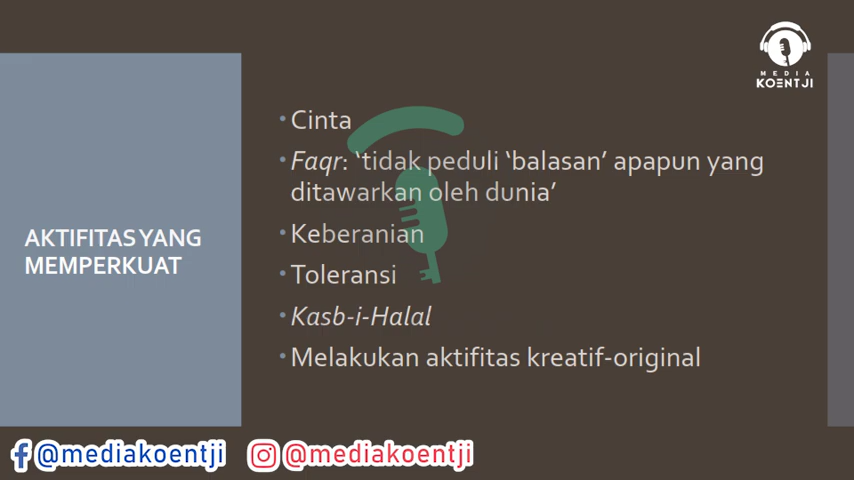 MEDIA
KOENTJI
AKTIFITAS YANG
MEMPERKUAT
• Cinta
• Faqr: ‘tidak peduli ‘balasan’ apapun yang
ditawarkan oleh dunia’
• Keberanian
• Toleransi
• Kasb-i-Halal
• Melakukan aktifitas kreatif-original
@mediakoentji
@mediakoentji